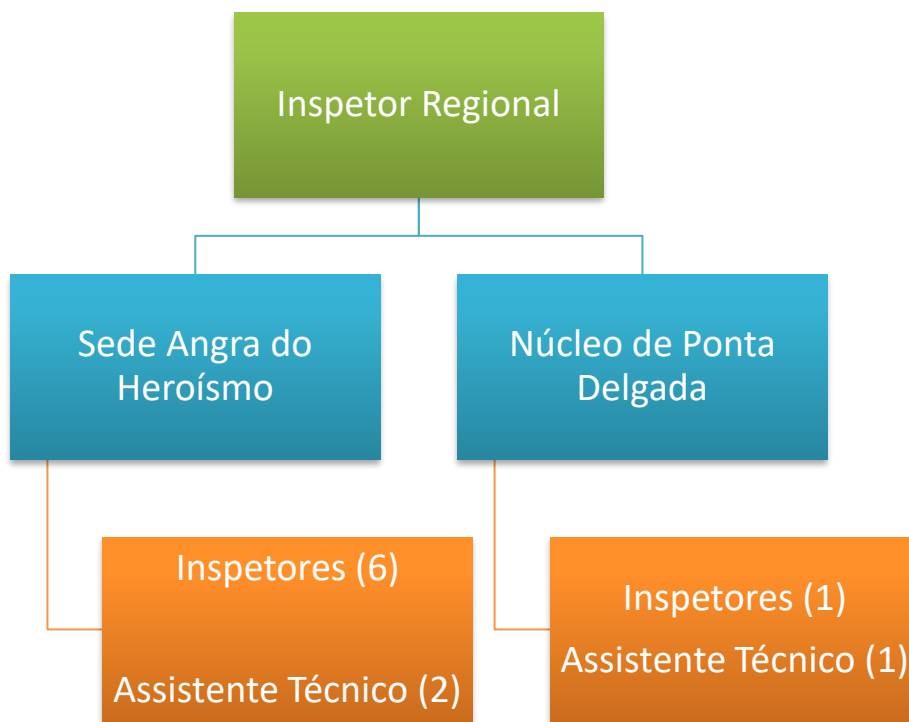 Inspetor Regional
Sede Angra do
Heroísmo
Núcleo de Ponta
Delgada
Inspetores (6)
Assistente Técnico (2)
Inspetores (1)
Assistente Técnico (1)